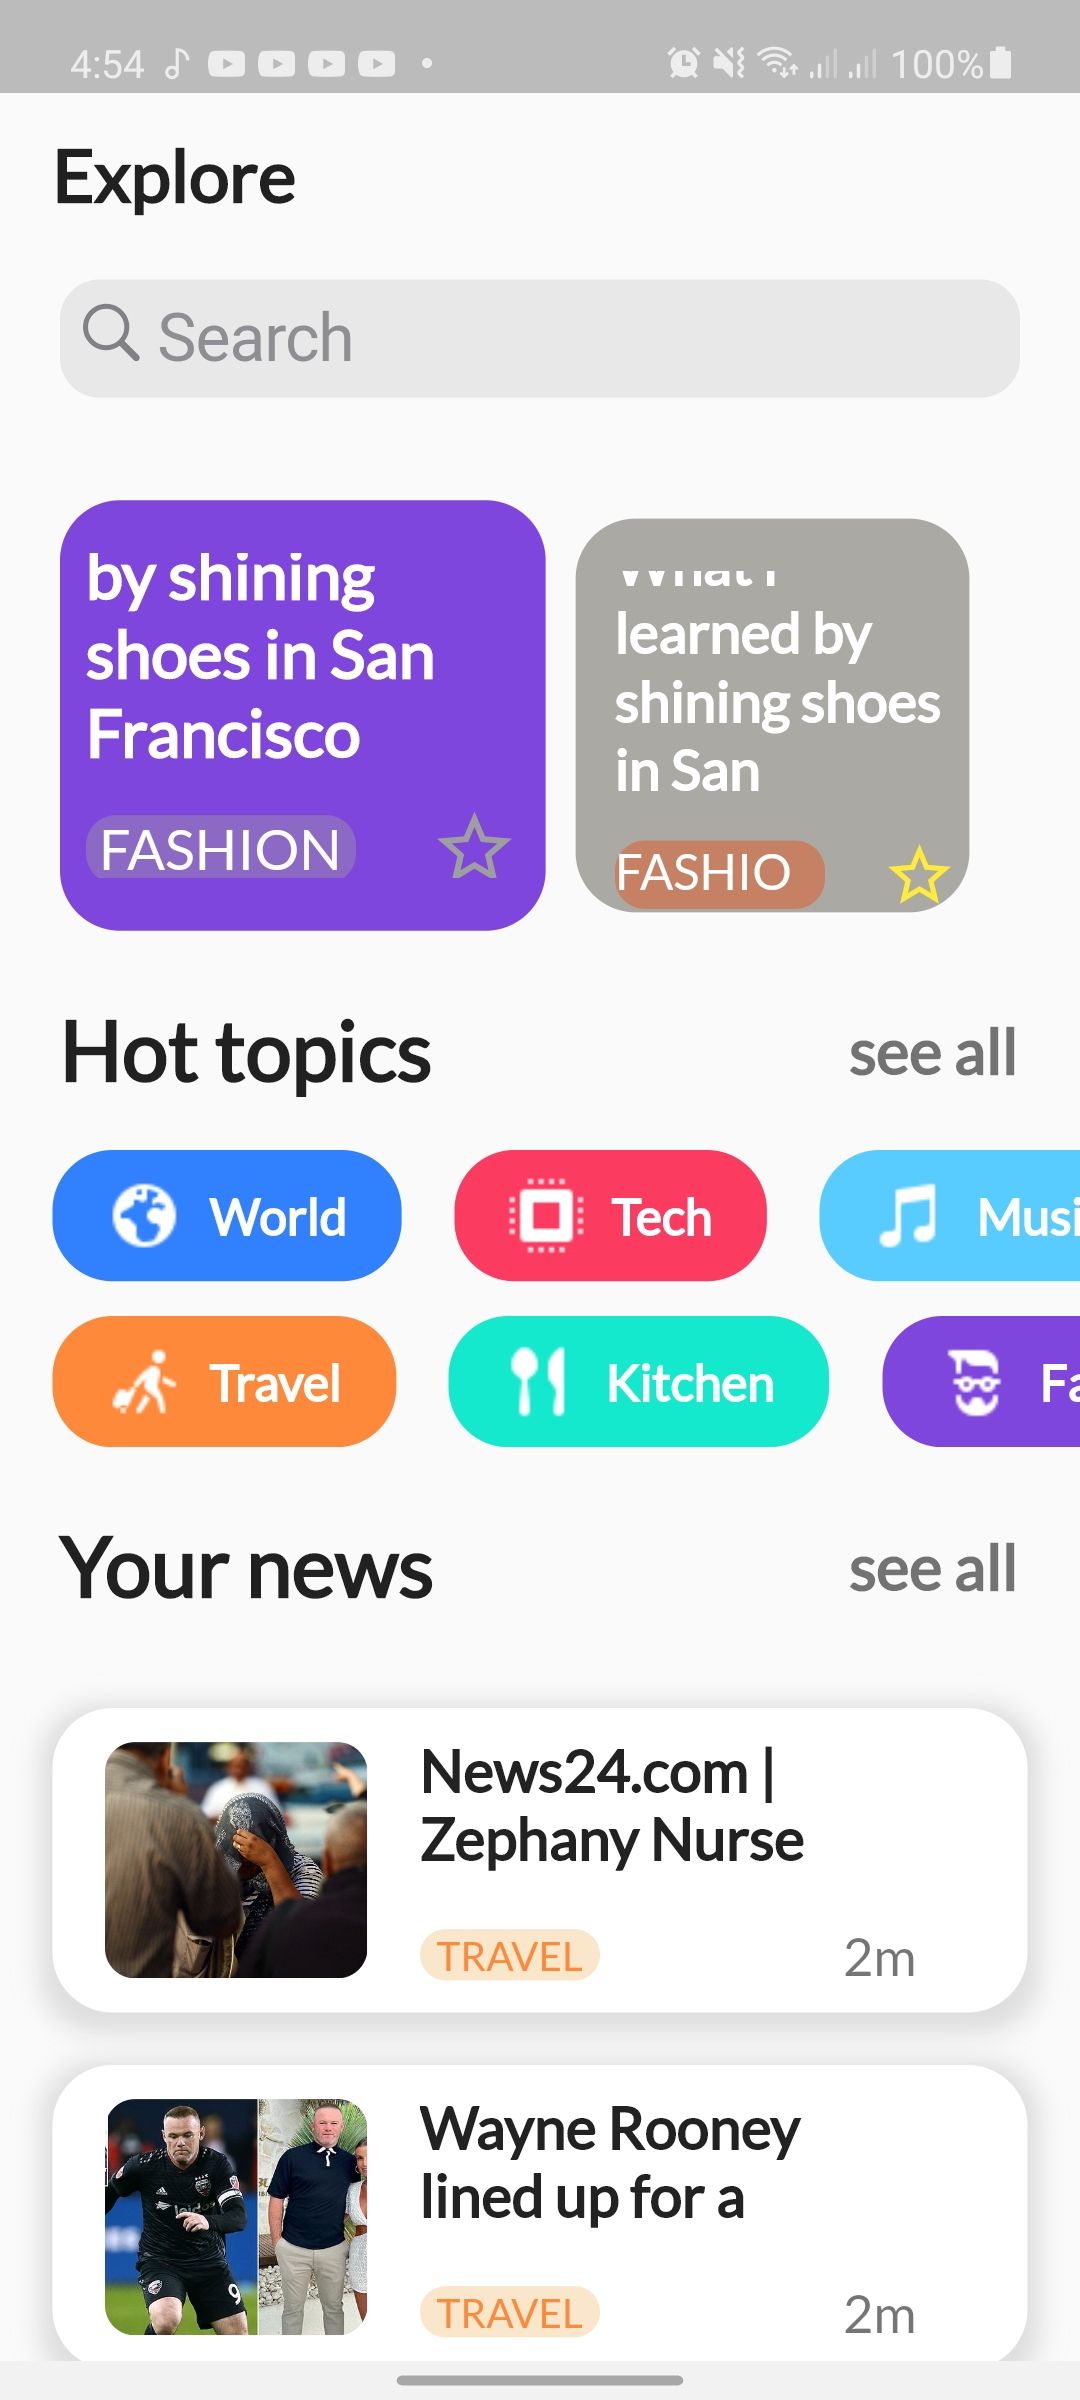 4:54
100%
Explore
Search
by shining
shoes in San
Francisco
FASHION
What I
learned by
shining shoes
in San
FASHIO
Hot topics
see all
World
Tech
Musi
Travel
Kitchen
Fa
Your news
see all
News24.com |
Zephany Nurse
TRAVEL
2m
Wayne Rooney
lined up for a
TRAVEL
2m